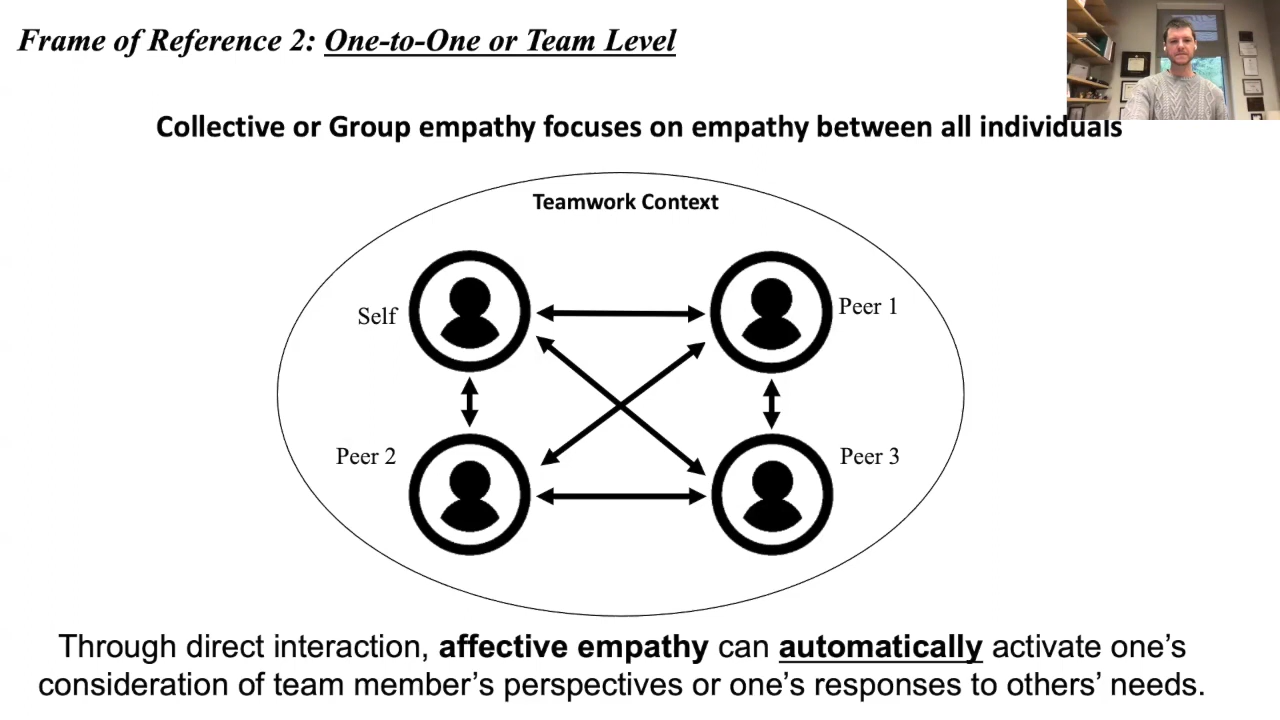 Frame of Reference 2: One-to-One or Team Level
Collective or Group empathy focuses on empathy between all individuals
Teamwork Context
Self
Peer 1
Peer 2
Peer 3
Through direct interaction, affective empathy can automatically activate one’s
consideration of team member’s perspectives or one’s responses to others’ needs.